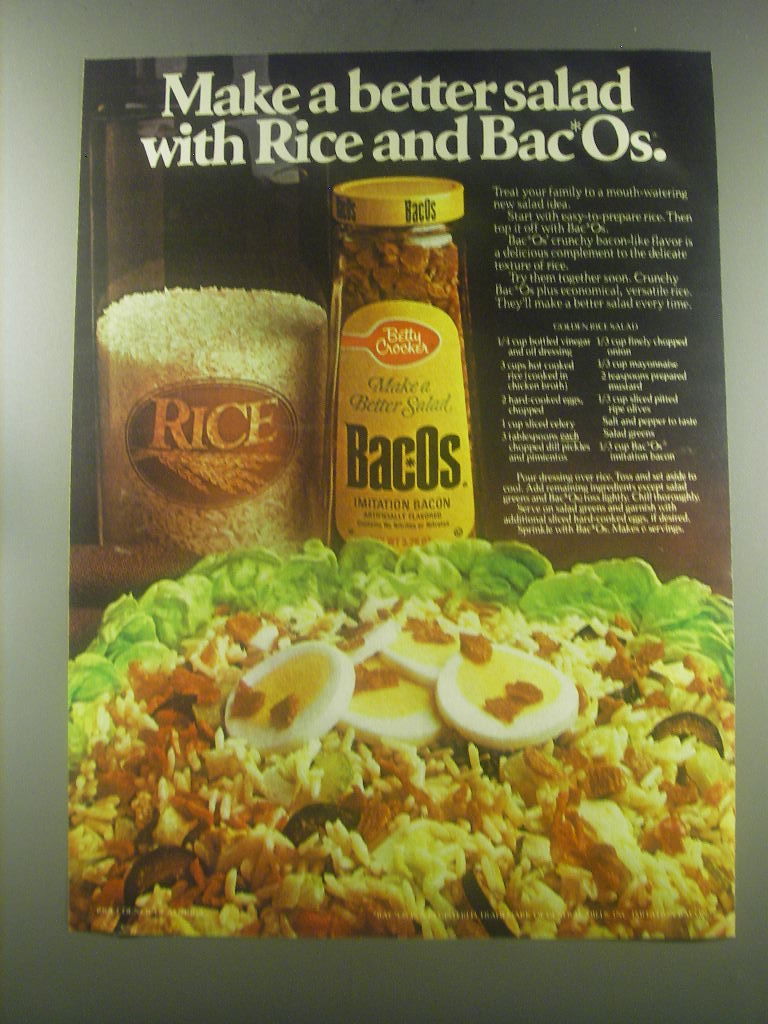 Make a better salad
with Rice and Bac*Os.
Treat your family to a mouth-watering
new salad idea.
Start with easy-to-prepare rice. Then
top it off with Bac*Os.
Bac*Os' crunchy bacon-like flavor is
a delicious complement to the delicate
texture of rice.
Try them together soon. Crunchy
Bac*Os plus economical, versatile rice.
They'll make a better salad every time.
GOLDEN RICE SALAD
1/4 cup bottled vinegar
and oil dressing
3 cups hot cooked
rice (cooked in
chicken broth)
2 hard-cooked eggs,
chopped
1 cup sliced celery
3 tablespoons each
chopped dill pickles
and pimientos
1/3 cup finely chopped
onion
1/3 cup mayonnaise
2 teaspoons prepared
mustard
1/3 cup sliced pitted
ripe olives
Salt and pepper to taste
Salad greens
1/3 cup Bac*Os
imitation bacon
Pour dressing over rice. Toss and set aside to
cool. Add remaining ingredients except salad
greens and Bac*Os; toss lightly. Chill thoroughly.
Serve on salad greens and garnish with
additional sliced hard-cooked eggs, if desired.
Sprinkle with Bac*Os. Makes 6 servings.
BacOs
Betty
Crocker
Make a
Better Salad
BacOs.
IMITATION BACON
ARTIFICIALLY FLAVORED
Contains No Nitrites or Nitrates
RICE